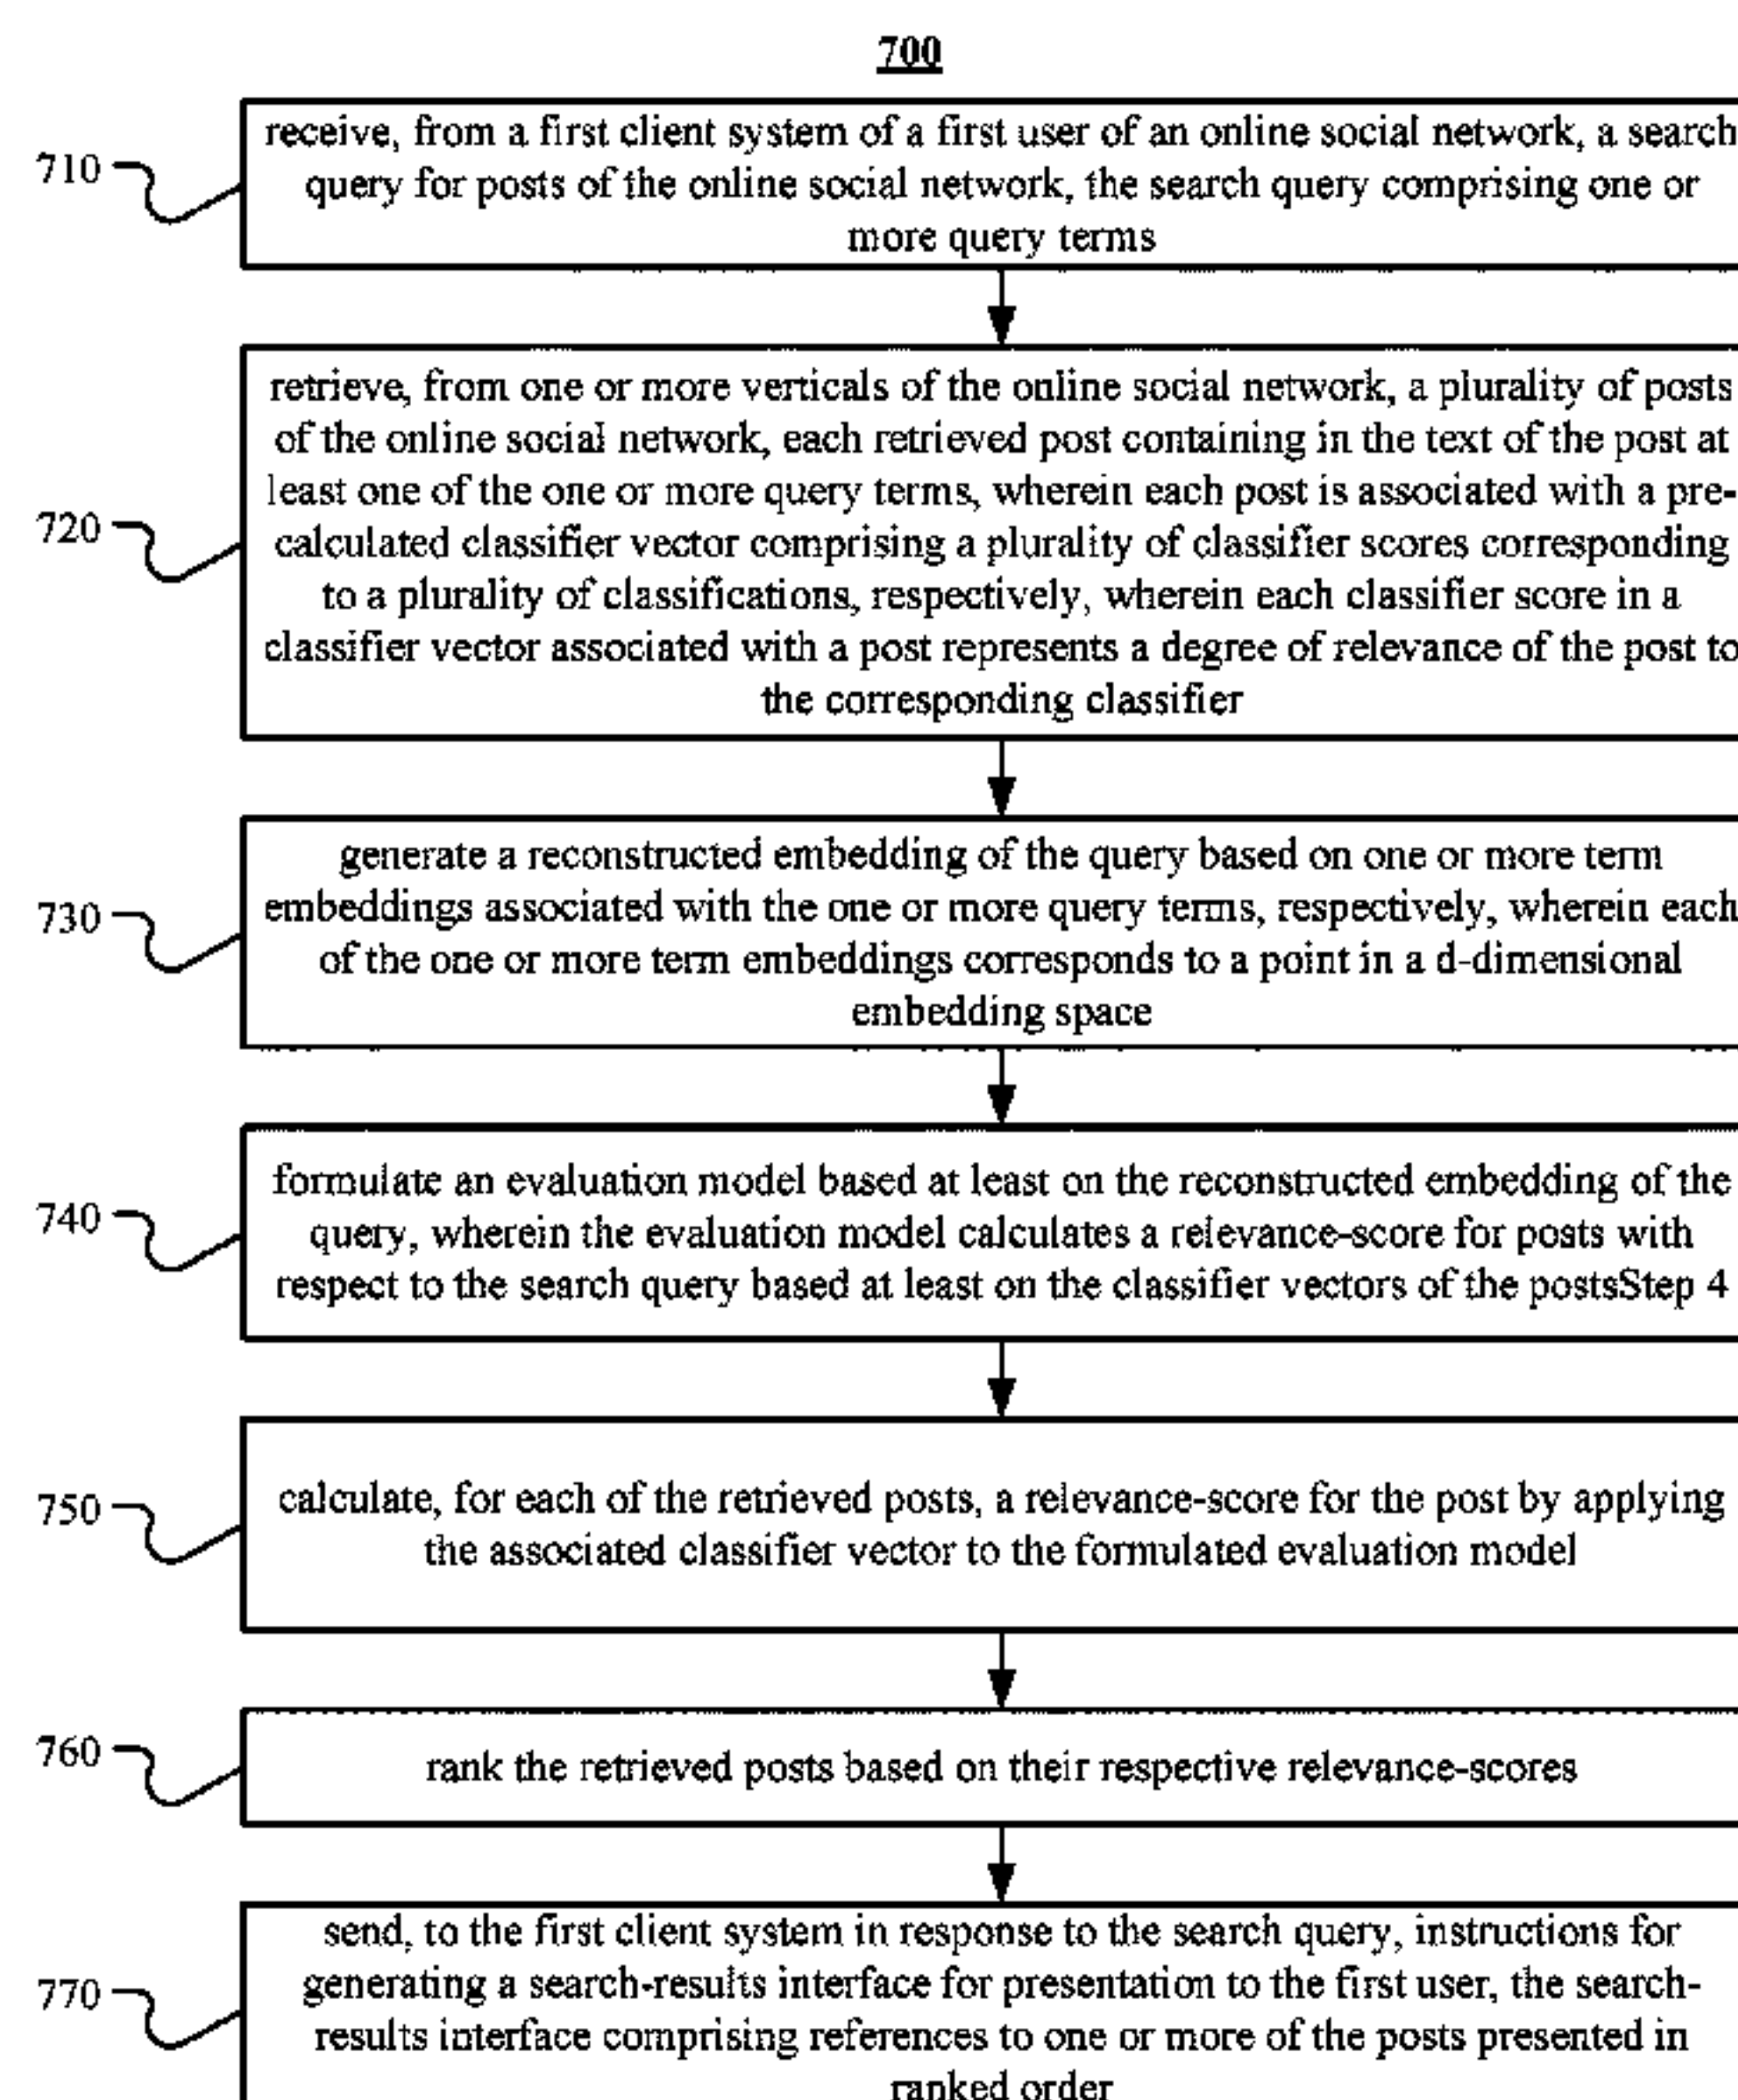 700
710
receive, from a first client system of a first user of an online social network, a search
query for posts of the online social network, the search query comprising one or
more query terms
720
retrieve, from one or more verticals of the online social network, a plurality of posts
of the online social network, each retrieved post containing in the text of the post at
least one of the one or more query terms, wherein each post is associated with a pre-
calculated classifier vector comprising a plurality of classifier scores corresponding
to a plurality of classifications, respectively, wherein each classifier score in a
classifier vector associated with a post represents a degree of relevance of the post to
the corresponding classifier
730
generate a reconstructed embedding of the query based on one or more term
embeddings associated with the one or more query terms, respectively, wherein each
of the one or more term embeddings corresponds to a point in a d-dimensional
embedding space
740
formulate an evaluation model based at least on the reconstructed embedding of the
query, wherein the evaluation model calculates a relevance-score for posts with
respect to the search query based at least on the classifier vectors of the postsStep 4
750
calculate, for each of the retrieved posts, a relevance-score for the post by applying
the associated classifier vector to the formulated evaluation model
760
rank the retrieved posts based on their respective relevance-scores
770
send, to the first client system in response to the search query, instructions for
generating a search-results interface for presentation to the first user, the search-
results interface comprising references to one or more of the posts presented in
ranked order